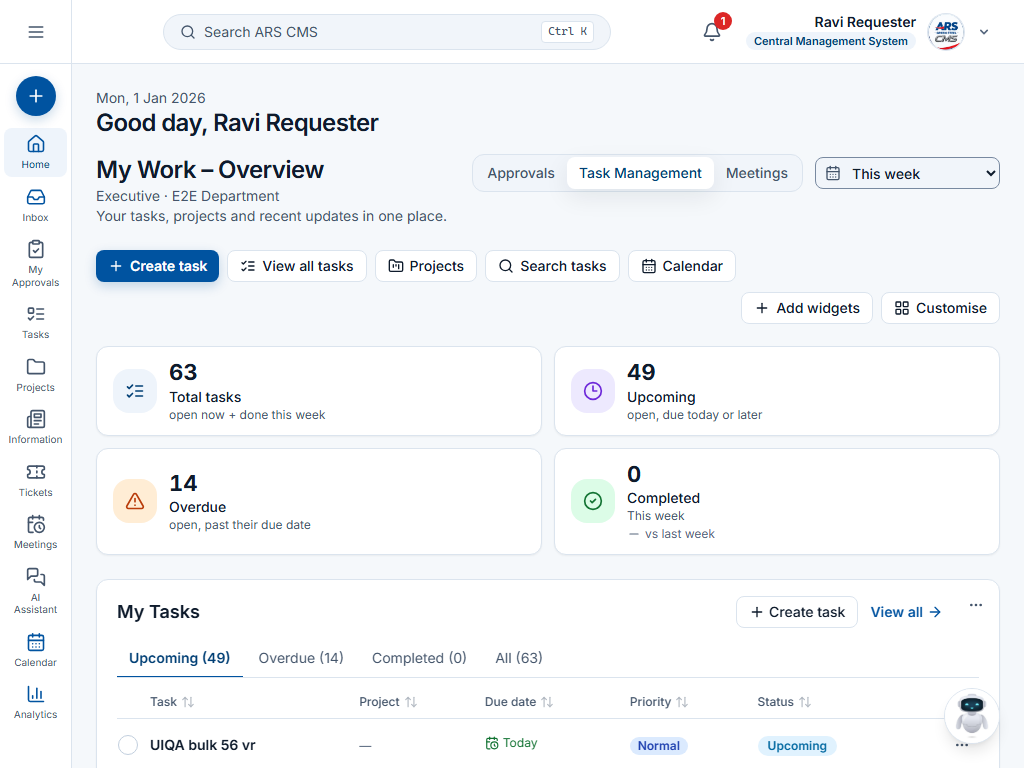 Search ARS CMS
Ctrl K
1
Ravi Requester
Central Management System
ARS
CMS
Home
Inbox
My
Approvals
Tasks
Projects
Information
Tickets
Meetings
AI
Assistant
Calendar
Analytics
Mon, 1 Jan 2026
Good day, Ravi Requester
My Work – Overview
Executive · E2E Department
Your tasks, projects and recent updates in one place.
Approvals
Task Management
Meetings
This week
Create task
View all tasks
Projects
Search tasks
Calendar
Add widgets
Customise
63
Total tasks
open now + done this week
49
Upcoming
open, due today or later
14
Overdue
open, past their due date
0
Completed
This week
— vs last week
My Tasks
Create task
View all
Upcoming (49)
Overdue (14)
Completed (0)
All (63)
Task
Project
Due date
Priority
Status
UIQA bulk 56 vr
—
Today
Normal
Upcoming